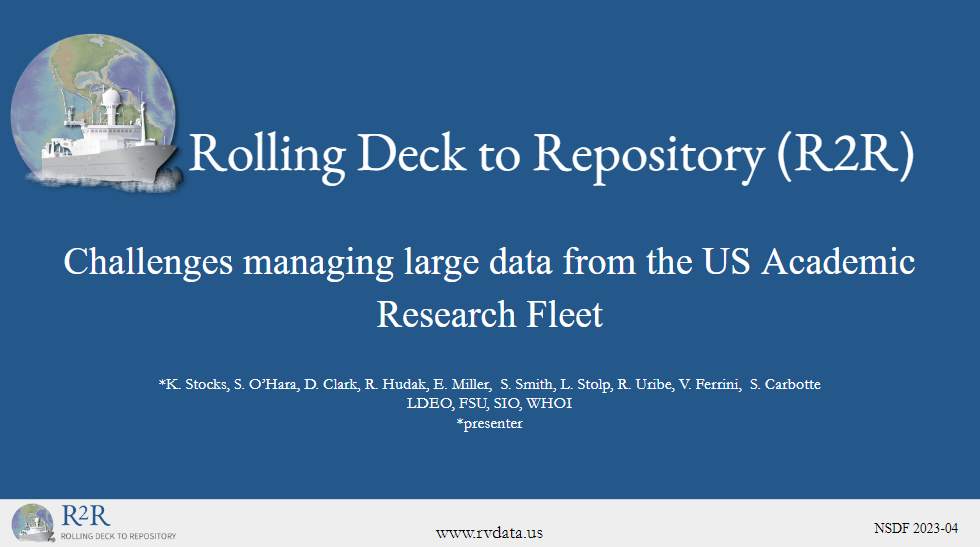 Rolling Deck to Repository (R2R)
Challenges managing large data from the US Academic
Research Fleet
*K. Stocks, S. O’Hara, D. Clark, R. Hudak, E. Miller, S. Smith, L. Stolp, R. Uribe, V. Ferrini, S. Carbotte
LDEO, FSU, SIO, WHOI
*presenter
R2R
ROLLING DECK TO REPOSITORY
www.rvdata.us
NSDF 2023-04